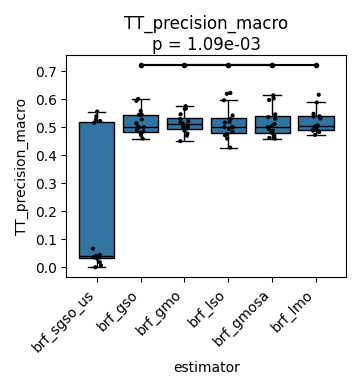 TT_precision_macro
p = 1.09e-03
TT_precision_macro
0.7
0.6
0.5
0.4
0.3
0.2
0.1
0.0
brf_sgso_us
brf_gso
brf_gmo
brf_lso
brf_gmosa
brf_lmo
estimator